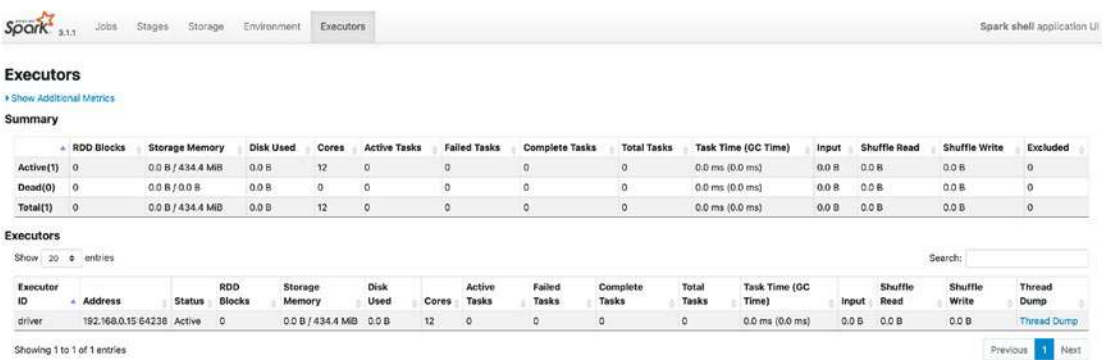 Spark 3.1.1 Jobs Stages Storage Environment Executors Spark shell application UI
Executors
Show Additional Metrics
Summary
RDD Blocks Storage Memory Disk Used Cores Active Tasks Failed Tasks Complete Tasks Total Tasks Task Time (GC Time) Input Shuffle Read Shuffle Write Excluded
Active(1) 0 0.0 B / 434.4 MiB 0.0 B 12 0 0 0 0 0.0 ms (0.0 ms) 0.0 B 0.0 B 0.0 B 0
Dead(0) 0 0.0 B / 0.0 B 0.0 B 0 0 0 0 0 0.0 ms (0.0 ms) 0.0 B 0.0 B 0.0 B 0
Total(1) 0 0.0 B / 434.4 MiB 0.0 B 12 0 0 0 0 0.0 ms (0.0 ms) 0.0 B 0.0 B 0.0 B 0
Executors
Show 20 entries Search:
Executor ID Address Status RDD Blocks Storage Memory Disk Used Cores Active Tasks Failed Tasks Complete Tasks Total Tasks Task Time (GC Time) Input Shuffle Read Shuffle Write Thread Dump
driver 192.168.0.15:64238 Active 0 0.0 B / 434.4 MiB 0.0 B 12 0 0 0 0 0.0 ms (0.0 ms) 0.0 B 0.0 B 0.0 B Thread Dump
Showing 1 to 1 of 1 entries Previous 1 Next